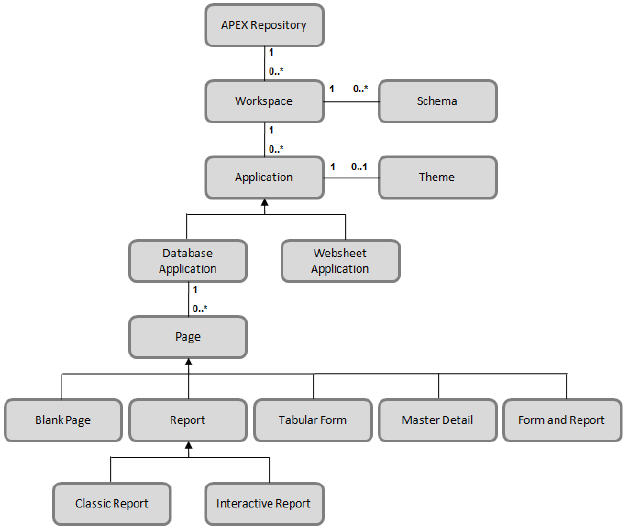 APEX Repository
1
0..*
Workspace
1 0..*
Schema
1
0..*
Application
1 0..1
Theme
Database
Application
Websheet
Application
1
0..*
Page
Blank Page
Report
Tabular Form
Master Detail
Form and Report
Classic Report
Interactive Report